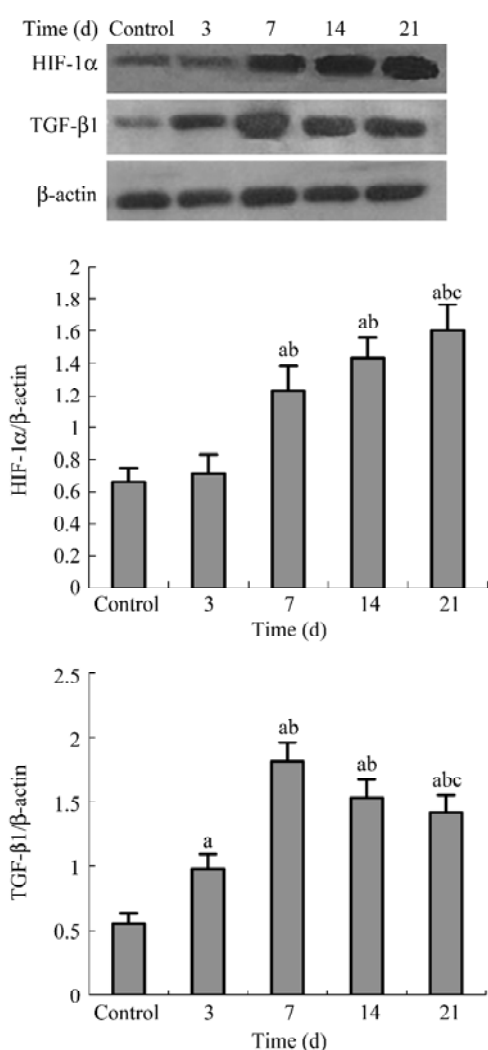 Time (d) Control 3 7 14 21
HIF-1α
TGF-β1
β-actin
2
1.8
1.6
1.4
1.2
1
0.8
0.6
0.4
0.2
0
HIF-1α/β-actin
ab
ab
abc
Control 3 7 14 21
Time (d)
2.5
2
1.5
1
0.5
0
TGF-β1/β-actin
a
ab
ab
abc
Control 3 7 14 21
Time (d)